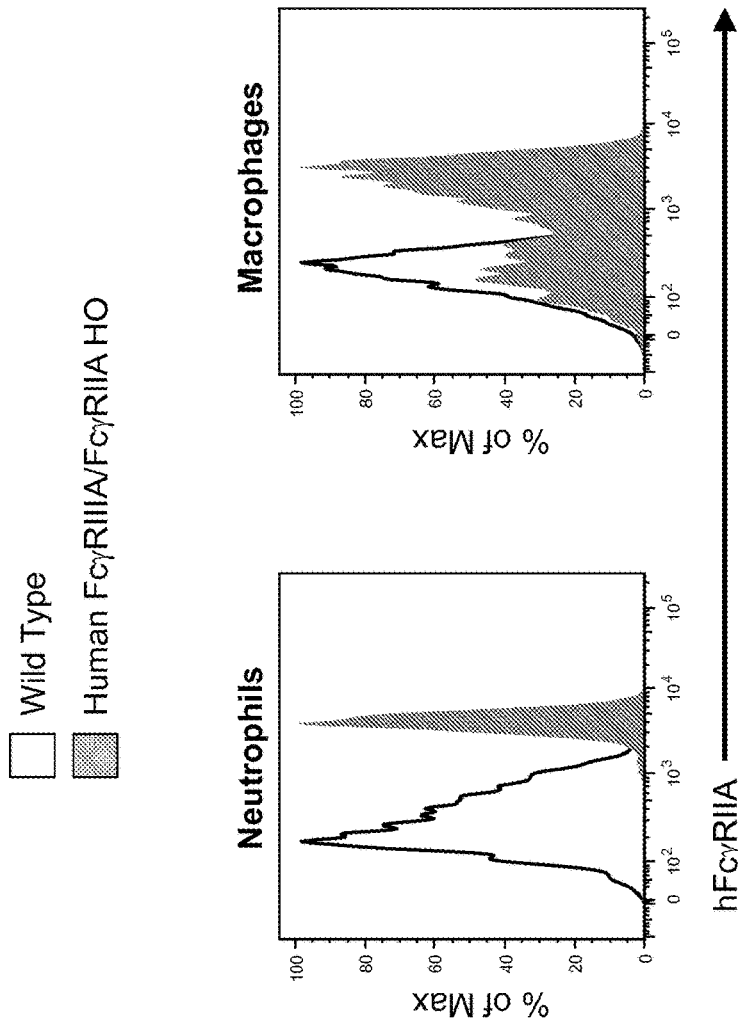 Wild Type
Human FcγRIIIA/FcγRIIA HO
Neutrophils
% of Max
100
80
60
40
20
0
0 10² 10³ 10⁴ 10⁵
Macrophages
% of Max
100
80
60
40
20
0
0 10² 10³ 10⁴ 10⁵
hFcγRIIA